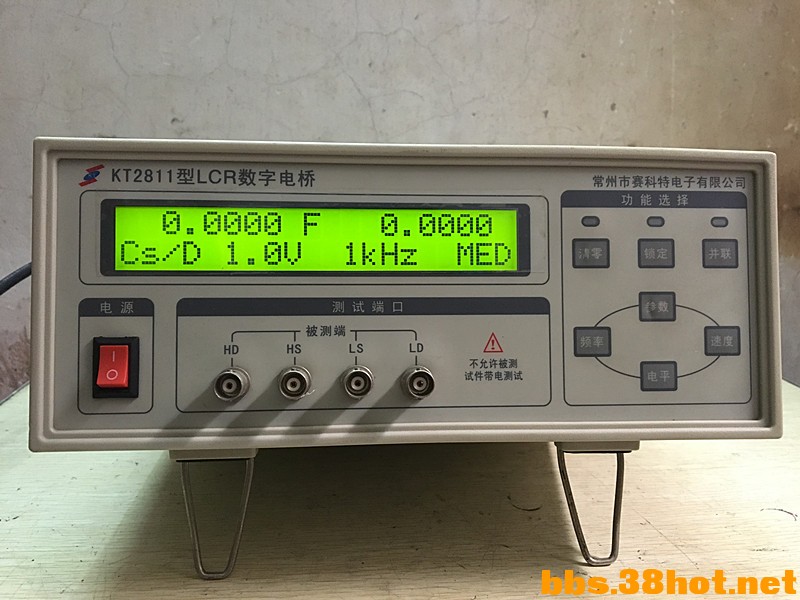 KT2811型LCR数字电桥
常州市赛科特电子有限公司
0.0000 F 0.0000
Cs/D 1.0V 1kHz MED
功能选择
清零 锁定 并联
参数
频率 速度
电平
电源
测试端口
被测端
HD HS LS LD
不允许被测
试件带电测试
bbs.38hot.net